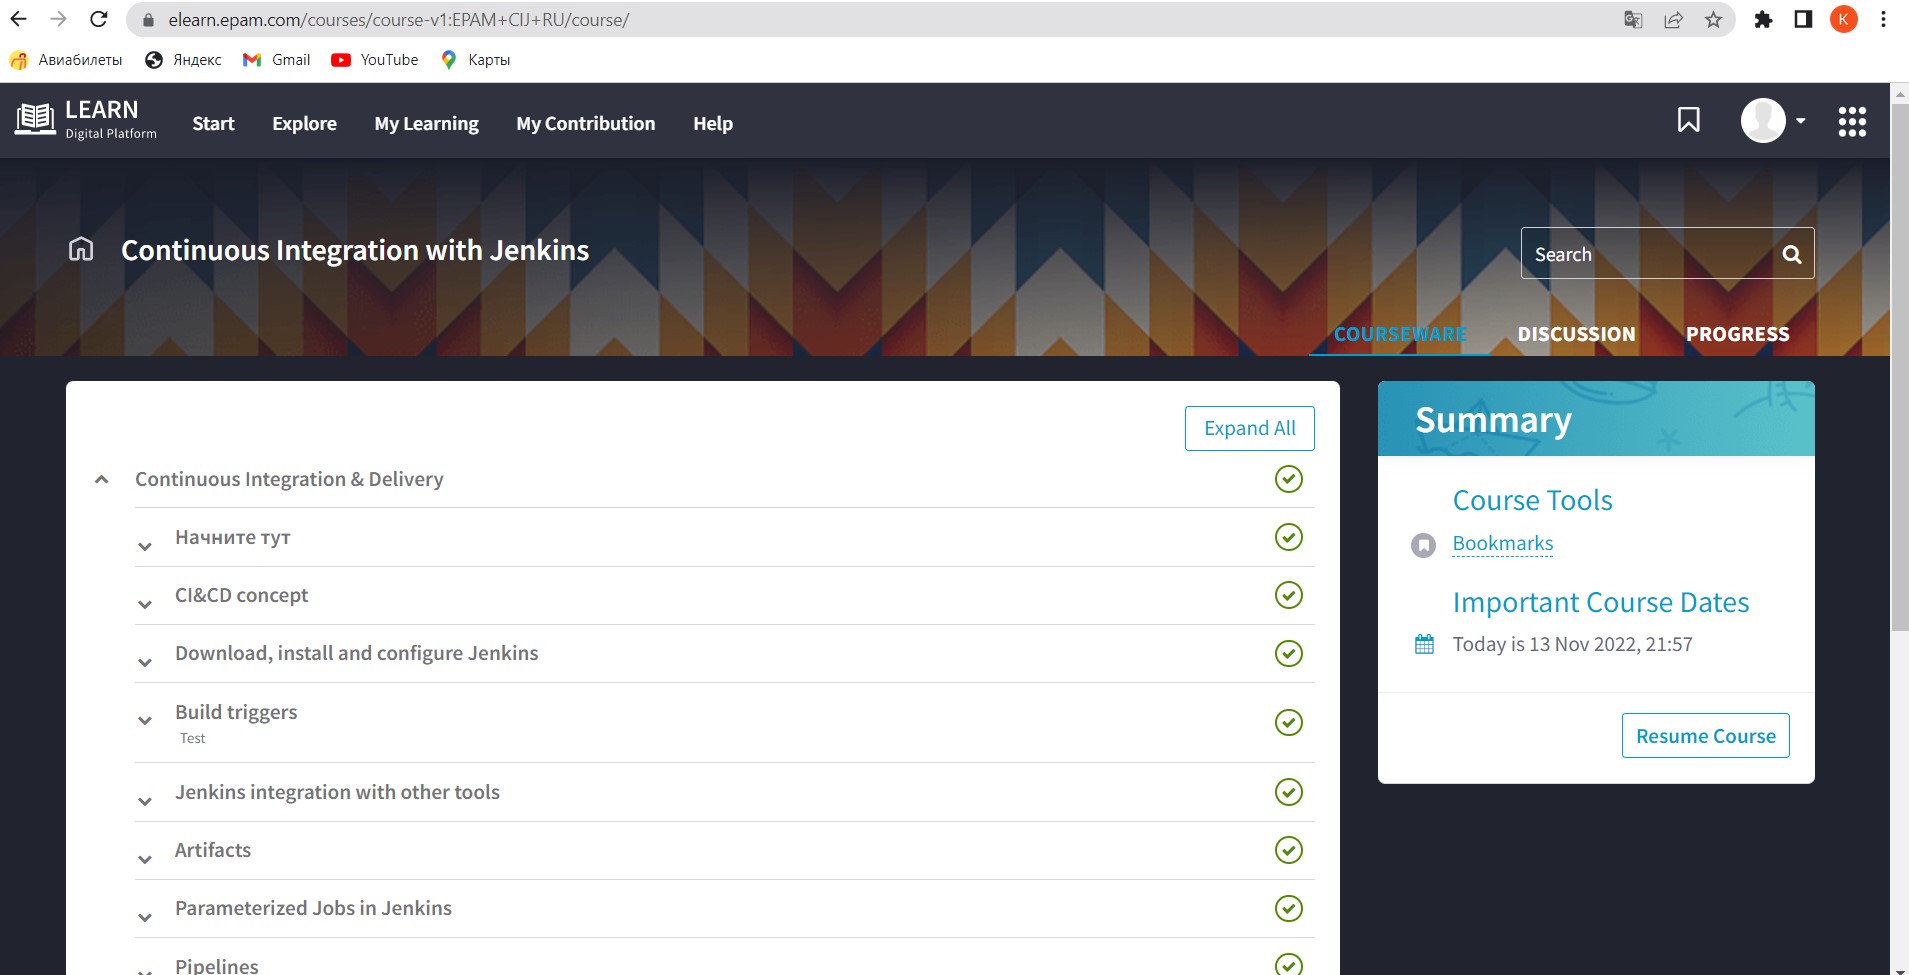 elearn.epam.com/courses/course-v1:EPAM+CIJ+RU/course/
K
Авиабилеты Яндекс Gmail YouTube Карты
LEARN
Digital Platform
Start Explore My Learning My Contribution Help
Continuous Integration with Jenkins
Search
COURSEWARE DISCUSSION PROGRESS
Expand All
Continuous Integration & Delivery
Начните тут
CI&CD concept
Download, install and configure Jenkins
Build triggers
Test
Jenkins integration with other tools
Artifacts
Parameterized Jobs in Jenkins
Pipelines
Summary
Course Tools
Bookmarks
Important Course Dates
Today is 13 Nov 2022, 21:57
Resume Course